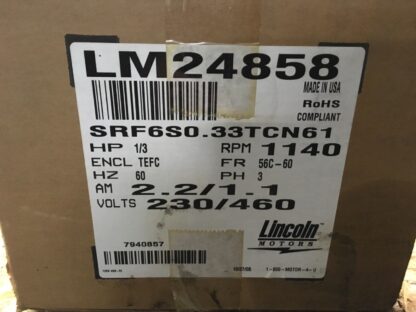 LM24858
MADE IN USA
RoHS
COMPLIANT
SRF6S0.33TCN61
HP 1/3 RPM 1140
ENCL TEFC FR 56C-60
HZ 60 PH 3
AM 2.2/1.1
VOLTS 230/460
Lincoln
MOTORS
7940857
1-800-MOTOR-4-U